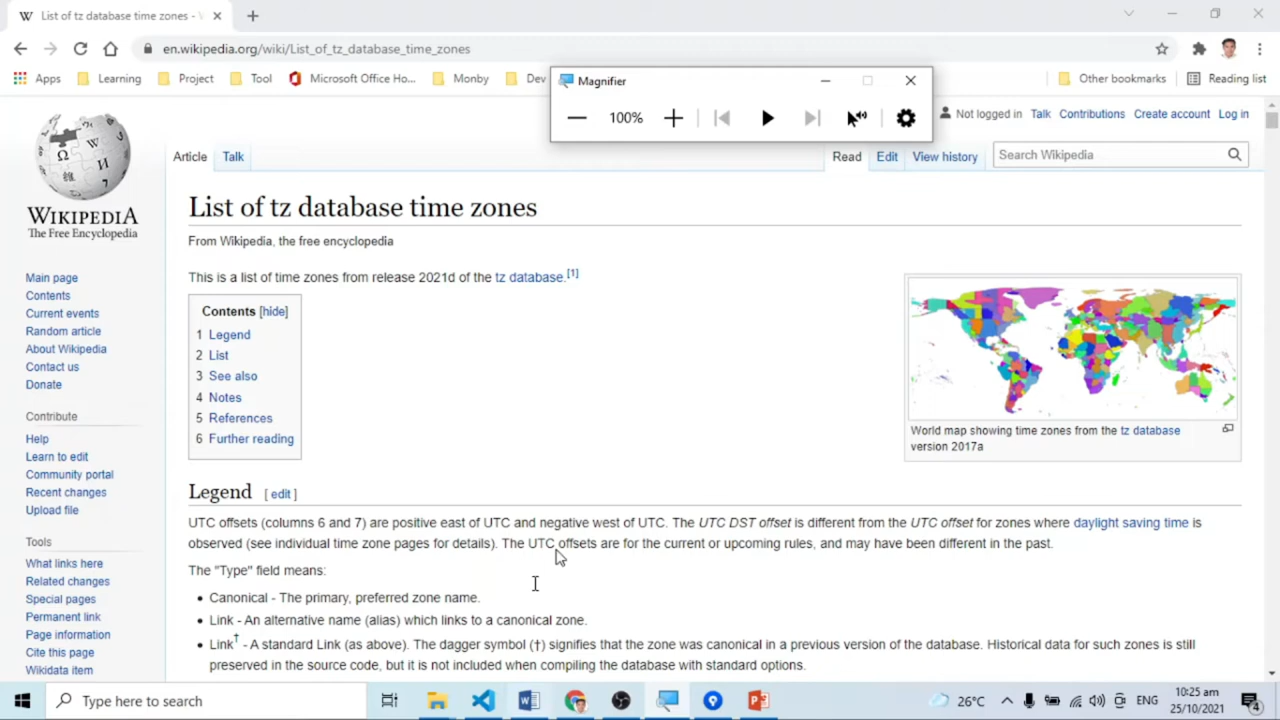 List of tz database time zones -
en.wikipedia.org/wiki/List_of_tz_database_time_zones
Apps Learning Project Tool Microsoft Office Ho... Monby Dev Other bookmarks Reading list
Magnifier
100%
Not logged in Talk Contributions Create account Log in
Article Talk Read Edit View history Search Wikipedia
WIKIPEDIA
The Free Encyclopedia
Main page
Contents
Current events
Random article
About Wikipedia
Contact us
Donate
Contribute
Help
Learn to edit
Community portal
Recent changes
Upload file
Tools
What links here
Related changes
Special pages
Permanent link
Page information
Cite this page
Wikidata item
List of tz database time zones
From Wikipedia, the free encyclopedia
This is a list of time zones from release 2021d of the tz database.[1]
Contents [hide]
1 Legend
2 List
3 See also
4 Notes
5 References
6 Further reading
World map showing time zones from the tz database
version 2017a
Legend [ edit ]
UTC offsets (columns 6 and 7) are positive east of UTC and negative west of UTC. The UTC DST offset is different from the UTC offset for zones where daylight saving time is
observed (see individual time zone pages for details). The UTC offsets are for the current or upcoming rules, and may have been different in the past.
The "Type" field means:
• Canonical - The primary, preferred zone name.
• Link - An alternative name (alias) which links to a canonical zone.
• Link† - A standard Link (as above). The dagger symbol (†) signifies that the zone was canonical in a previous version of the database. Historical data for such zones is still
preserved in the source code, but it is not included when compiling the database with standard options.
Type here to search
26°C
ENG
10:25 am
25/10/2021
4